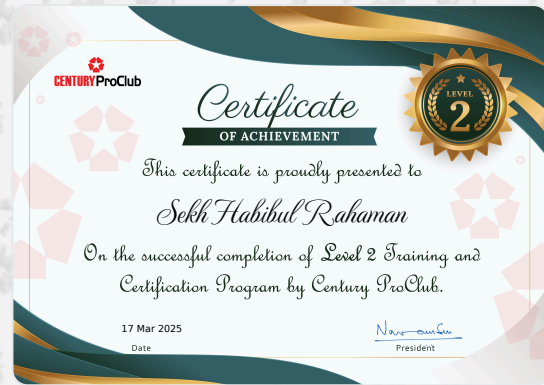 CENTURY ProClub
LEVEL
2
Certificate
OF ACHIEVEMENT
This certificate is proudly presented to
Sekh Habibul Rahaman
On the successful completion of Level 2 Training and
Certification Program by Century ProClub.
17 Mar 2025
Date
President